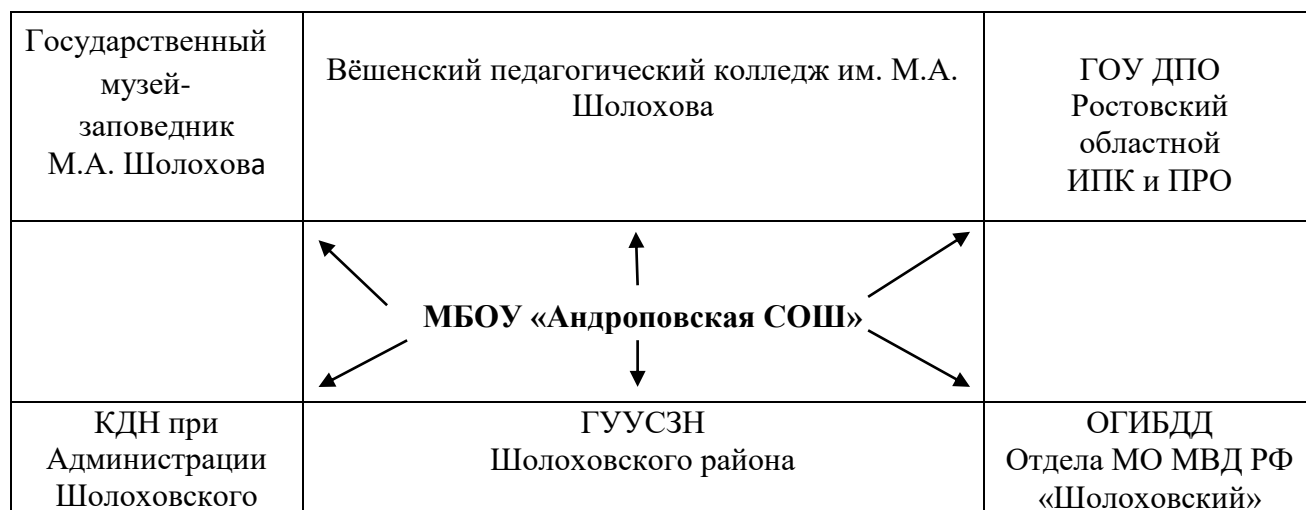 Государственный
музей-
заповедник
М.А. Шолохова
Вёшенский педагогический колледж им. М.А.
Шолохова
ГОУ ДПО
Ростовский
областной
ИПК и ПРО
МБОУ «Андроповская СОШ»
КДН при
Администрации
Шолоховского
ГУУСЗН
Шолоховского района
ОГИБДД
Отдела МО МВД РФ
«Шолоховский»